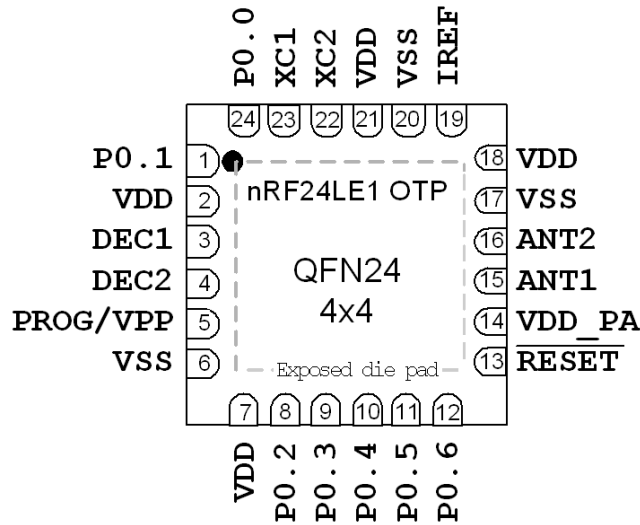 P0.0 XC1 XC2 VDD VSS IREF
24 23 22 21 20 19
P0.1 1 18 VDD
nRF24LE1 OTP
VDD 2 17 VSS
DEC1 3 16 ANT2
QFN24
DEC2 4 15 ANT1
4x4
PROG/VPP 5 14 VDD_PA
VSS 6 13 RESET
Exposed die pad
7 8 9 10 11 12
VDD P0.2 P0.3 P0.4 P0.5 P0.6